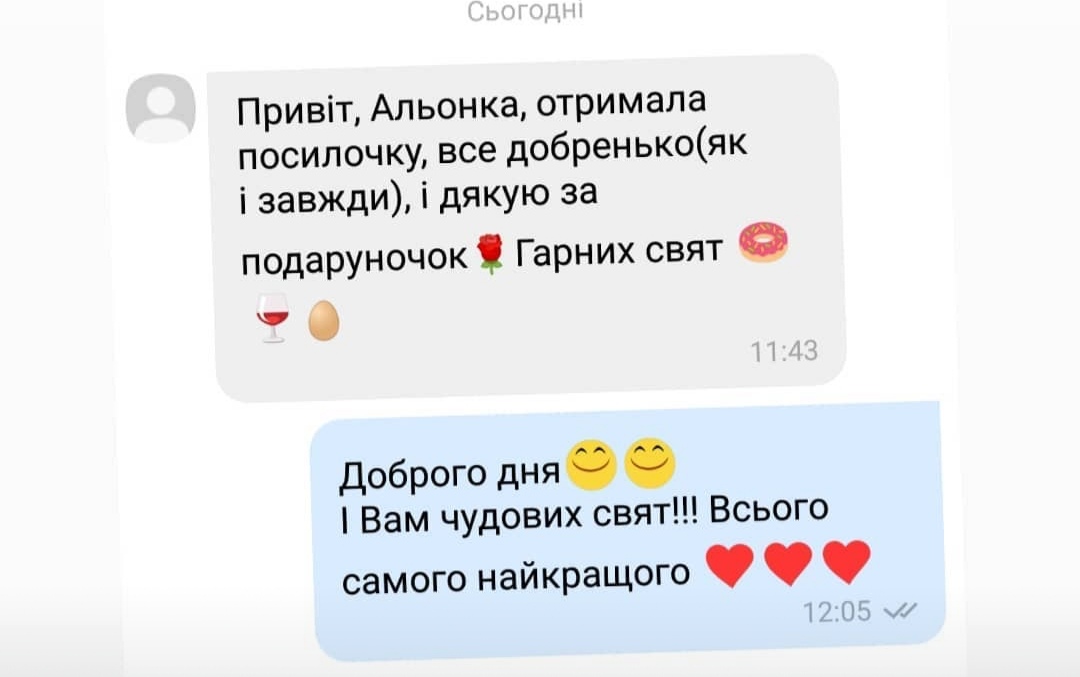 Сьогодні
Привіт, Альонка, отримала
посилочку, все добренько(як
і завжди), і дякую за
подаруночок🌹Гарних свят 🍩
🍷🥚
11:43
Доброго дня😊😊
І Вам чудових свят!!! Всього
самого найкращого ❤️❤️❤️
12:05